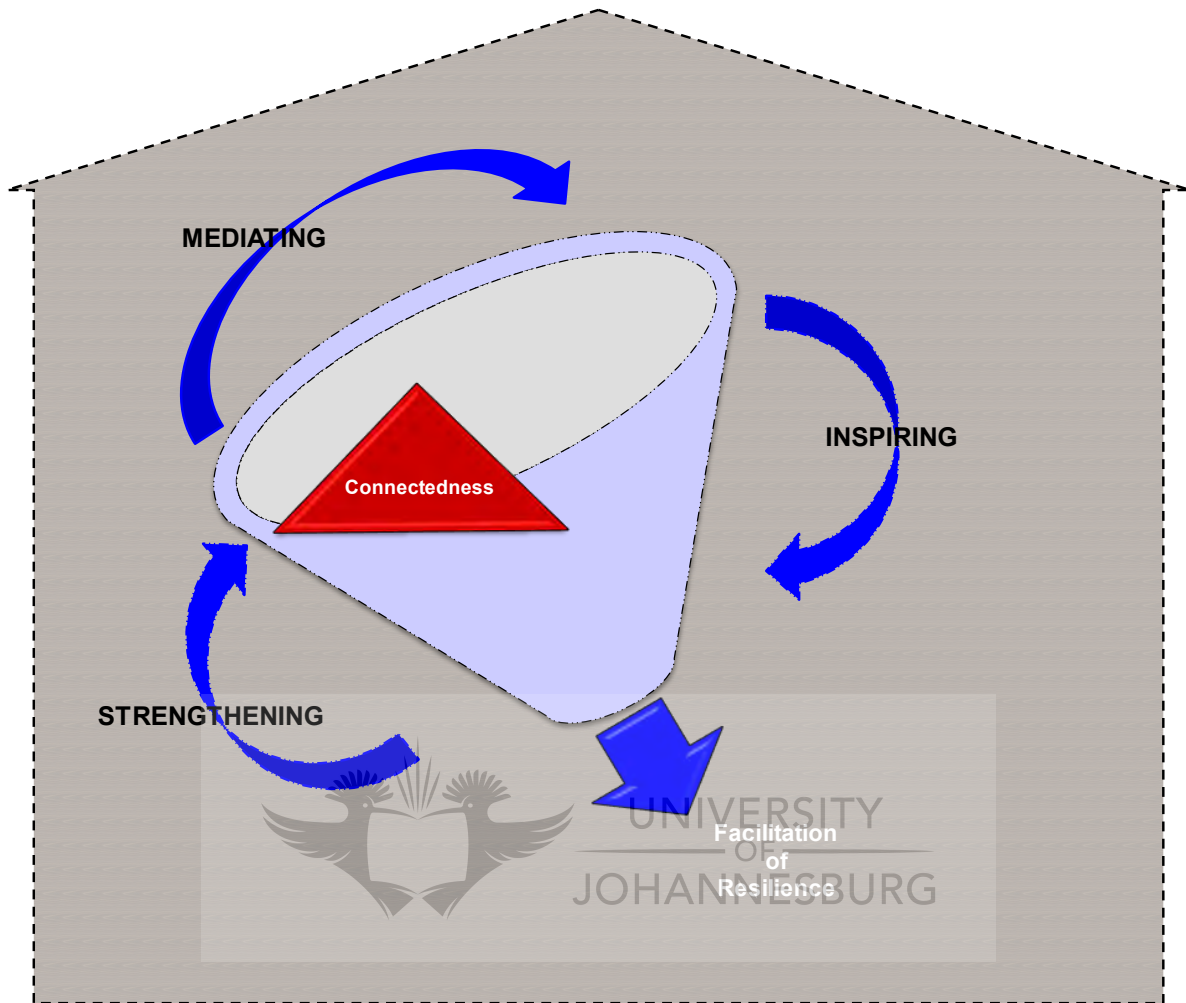 MEDIATING
INSPIRING
Connectedness
STRENGTHENING
UNIVERSITY
OF
JOHANNESBURG
Facilitation
of
Resilience